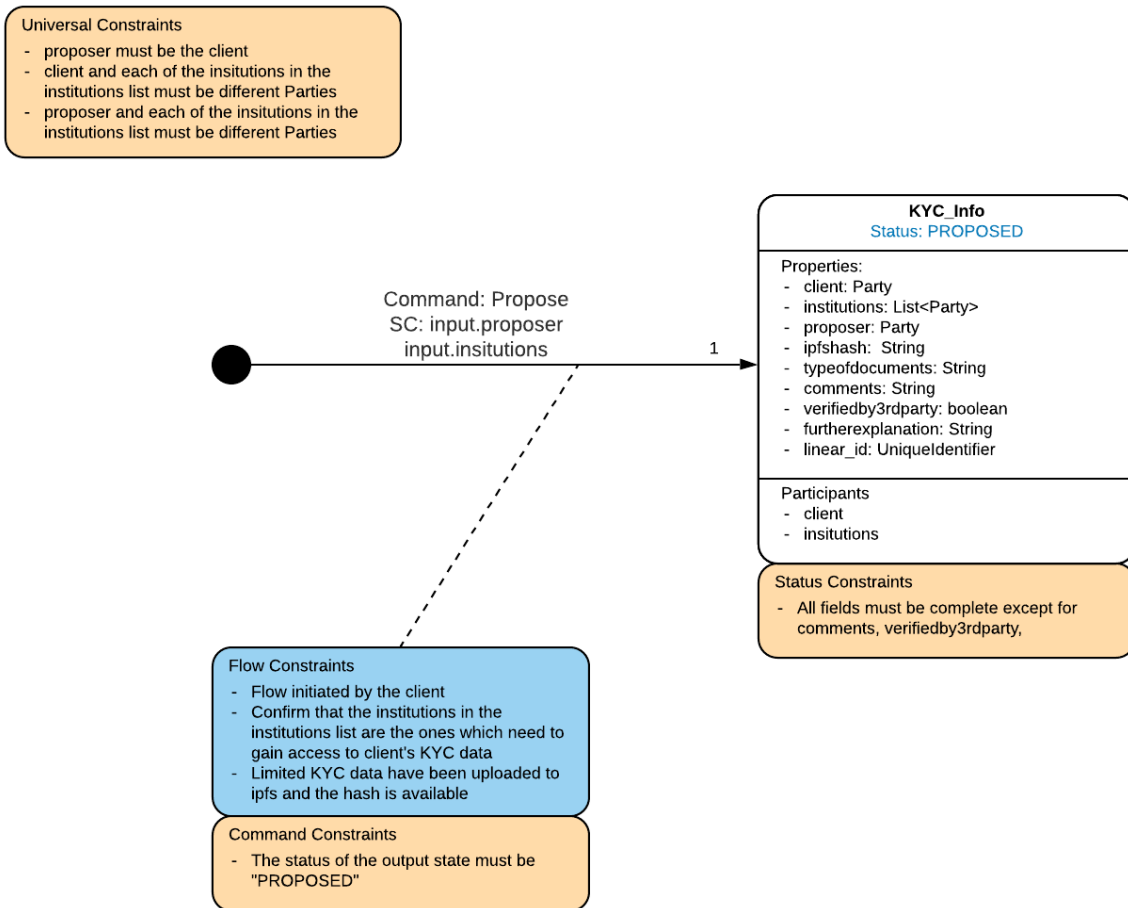 Universal Constraints
- proposer must be the client
- client and each of the insitutions in the
institutions list must be different Parties
- proposer and each of the insitutions in the
institutions list must be different Parties
KYC_Info
Status: PROPOSED
Properties:
- client: Party
- institutions: List<Party>
- proposer: Party
- ipfshash:  String
- typeofdocuments: String
- comments: String
- verifiedby3rdparty: boolean
- furtherexplanation: String
- linear_id: UniqueIdentifier
Participants
- client
- insitutions
Status Constraints
- All fields must be complete except for
comments, verifiedby3rdparty,
Command: Propose
SC: input.proposer
input.insitutions
1
Flow Constraints
- Flow initiated by the client
- Confirm that the institutions in the
institutions list are the ones which need to
gain access to client's KYC data
- Limited KYC data have been uploaded to
ipfs and the hash is available
Command Constraints
- The status of the output state must be
"PROPOSED"